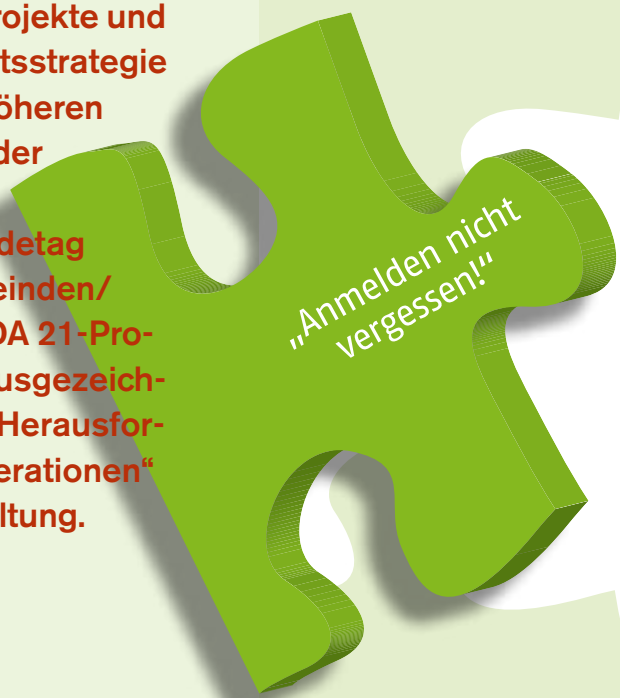 rojekte und
tsstrategie
öheren
der
detag
einden/
DA 21-Pro-
usgezeich-
Herausfor-
erationen“
ltung.
„Anmelden nicht
vergessen!“